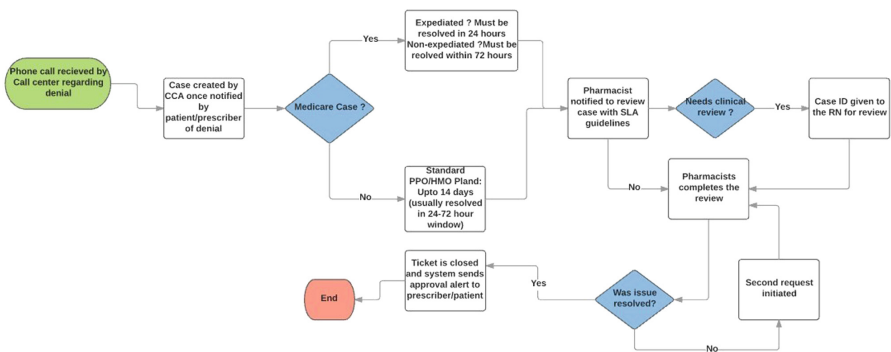 Phone call recieved by
Call center regarding
denial
Case created by
CCA once notified
by
patient/prescriber
of denial
Medicare Case ?
Yes
Expediated ? Must be
resolved in 24 hours
Non-expediated ?Must be
reolved within 72 hours
No
Standard
PPO/HMO Pland:
Upto 14 days
(usually resolved
in 24-72 hour
window)
Pharmacist
notified to review
case with SLA
guidelines
Needs clinical
review ?
Yes
Case ID given to
the RN for review
No
Pharmacists
completes the
review
Second request
initiated
Was issue
resolved?
No
Yes
Ticket is closed
and system sends
approval alert to
prescriber/patient
End